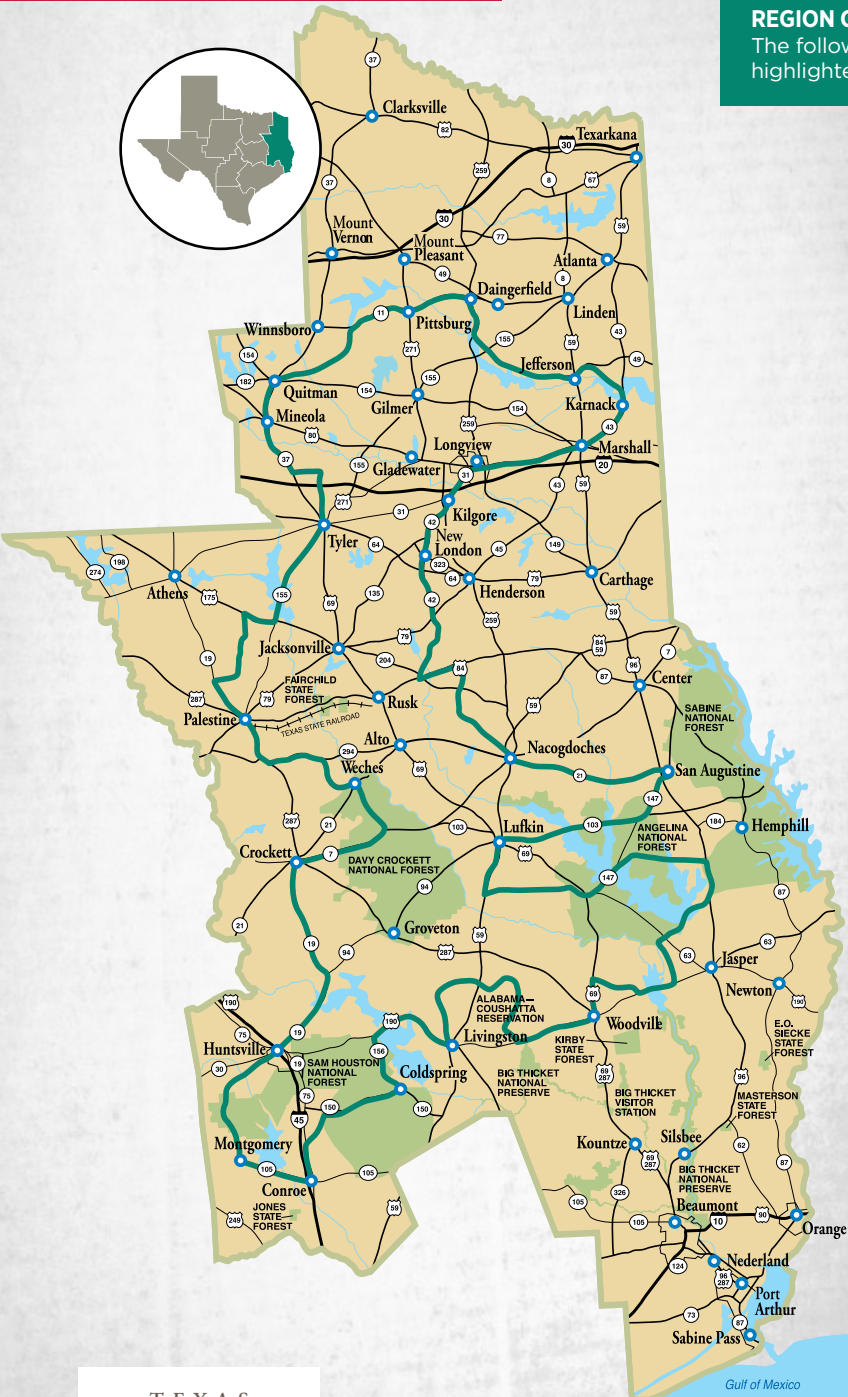 REGION
The follow
highlighte
37
Clarksville
82
Texarkana
30
259
8
67
37
59
30
Mount
Vernon
77
Mount
Pleasant
Atlanta
49
8
Daingerfield
Linden
11
Pittsburg
Winnsboro
155
59
43
271
154
Jefferson
49
182
155
Quitman
154
Gilmer
154
Karnack
Mineola
259
43
80
Longview
Marshall
37
155
Gladewater
31
20
271
43
59
31
Kilgore
42
Tyler
New
London
64
45
149
198
274
323
64
Henderson
79
Carthage
Athens
175
155
69
135
42
259
59
79
84
59
7
Jacksonville
19
204
84
96
87
Center
FAIRCHILD
STATE
FOREST
287
79
Rusk
59
SABINE
NATIONAL
FOREST
Palestine
TEXAS STATE RAILROAD
Alto
294
Nacogdoches
69
Weches
21
San Augustine
147
287
21
103
Lufkin
103
184
Hemphill
ANGELINA
NATIONAL
FOREST
Crockett
7
69
DAVY CROCKETT
NATIONAL FOREST
94
147
87
21
Groveton
59
19
94
287
63
63
Jasper
Newton
190
190
69
ALABAMA–
COUSHATTA
RESERVATION
75
19
190
Woodville
E.O.
SIECKE
STATE
FOREST
Huntsville
156
Livingston
KIRBY
STATE
FOREST
30
19
SAM HOUSTON
NATIONAL
FOREST
Coldspring
BIG THICKET
NATIONAL
PRESERVE
69
287
96
75
150
150
BIG THICKET
VISITOR
STATION
MASTERSON
STATE
FOREST
45
Montgomery
Kountze
Silsbee
62
105
105
69
287
87
Conroe
BIG THICKET
NATIONAL
PRESERVE
JONES
STATE
FOREST
105
326
Beaumont
249
59
105
10
90
Orange
124
Nederland
96
287
Port
Arthur
73
87
Sabine Pass
Gulf of Mexico
TEXAS